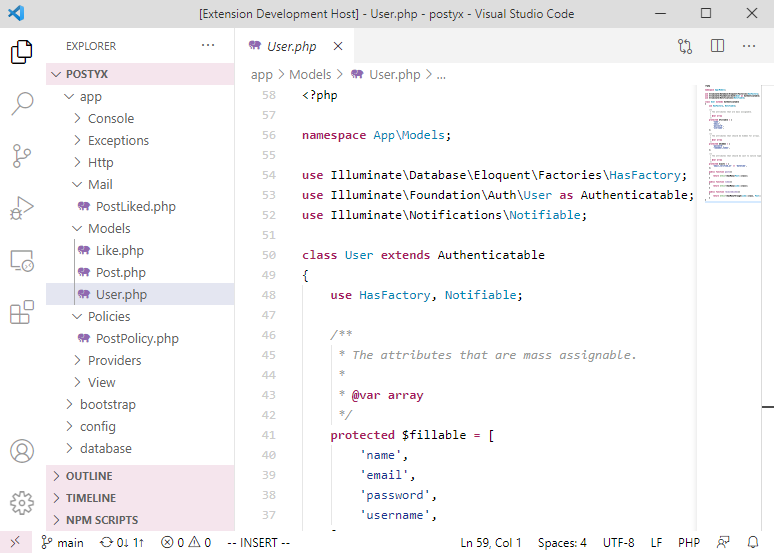 [Extension Development Host] - User.php - postyx - Visual Studio Code
EXPLORER
POSTYX
app
Console
Exceptions
Http
Mail
PostLiked.php
Models
Like.php
Post.php
User.php
Policies
PostPolicy.php
Providers
View
bootstrap
config
database
OUTLINE
TIMELINE
NPM SCRIPTS
User.php
app > Models > User.php > ...
58 <?php
57
56 namespace App\Models;
55
54 use Illuminate\Database\Eloquent\Factories\HasFactory;
53 use Illuminate\Foundation\Auth\User as Authenticatable;
52 use Illuminate\Notifications\Notifiable;
51
50 class User extends Authenticatable
49 {
48 use HasFactory, Notifiable;
47
46 /**
45 * The attributes that are mass assignable.
44 *
43 * @var array
42 */
41 protected $fillable = [
40 'name',
39 'email',
38 'password',
37 'username',
main 0↓ 1↑ 0 0 -- INSERT -- Ln 59, Col 1 Spaces: 4 UTF-8 LF PHP